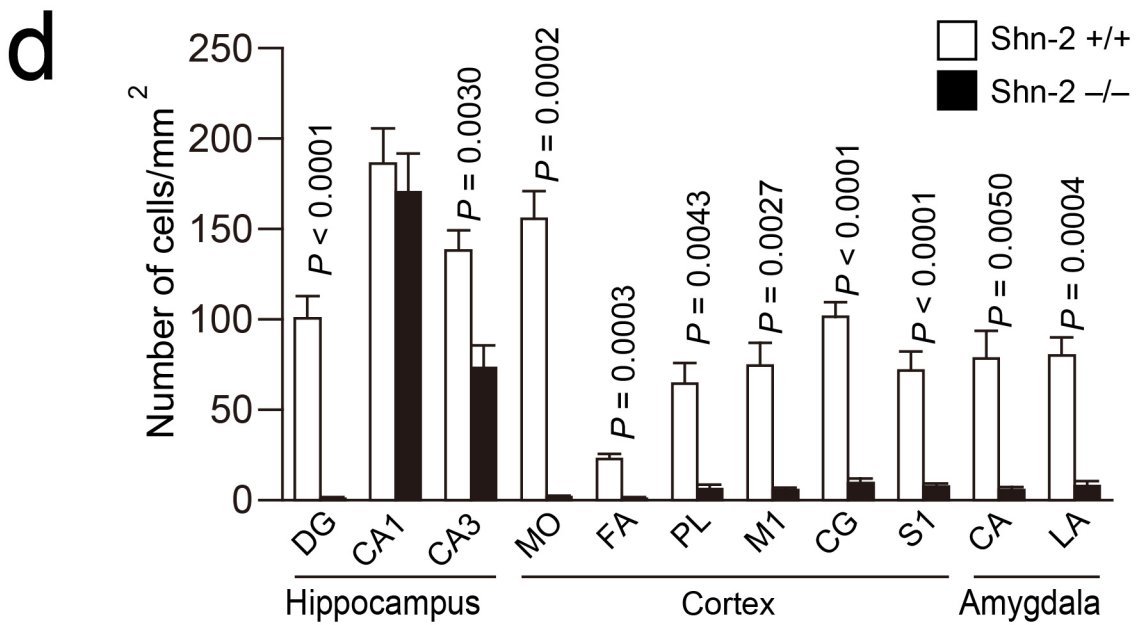 d
Shn-2 +/+
Shn-2 –/–
Number of cells/mm²
250
200
150
100
50
0
P < 0.0001
P = 0.0030
P = 0.0002
P = 0.0003
P = 0.0043
P = 0.0027
P < 0.0001
P < 0.0001
P = 0.0050
P = 0.0004
DG CA1 CA3 MO FA PL M1 CG S1 CA LA
Hippocampus Cortex Amygdala